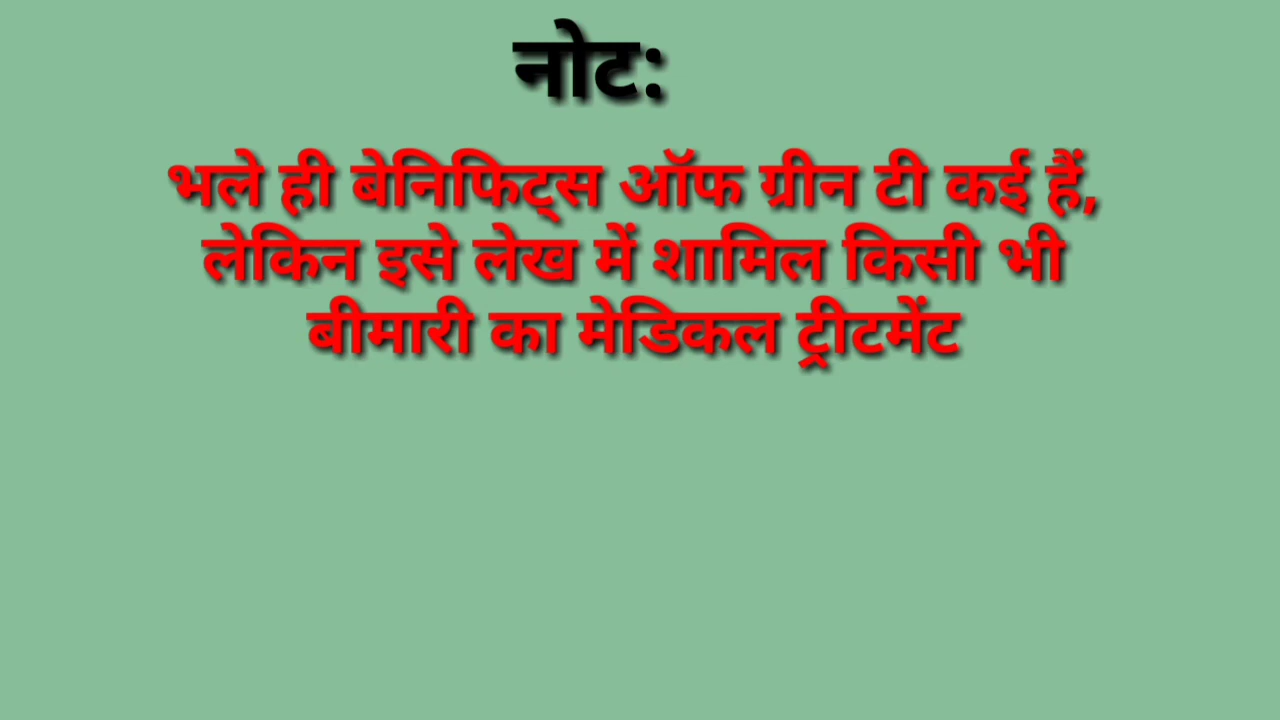 नोट:
भले ही बेनिफिट्स ऑफ ग्रीन टी कई हैं,
लेकिन इसे लेख में शामिल किसी भी
बीमारी का मेडिकल ट्रीटमेंट